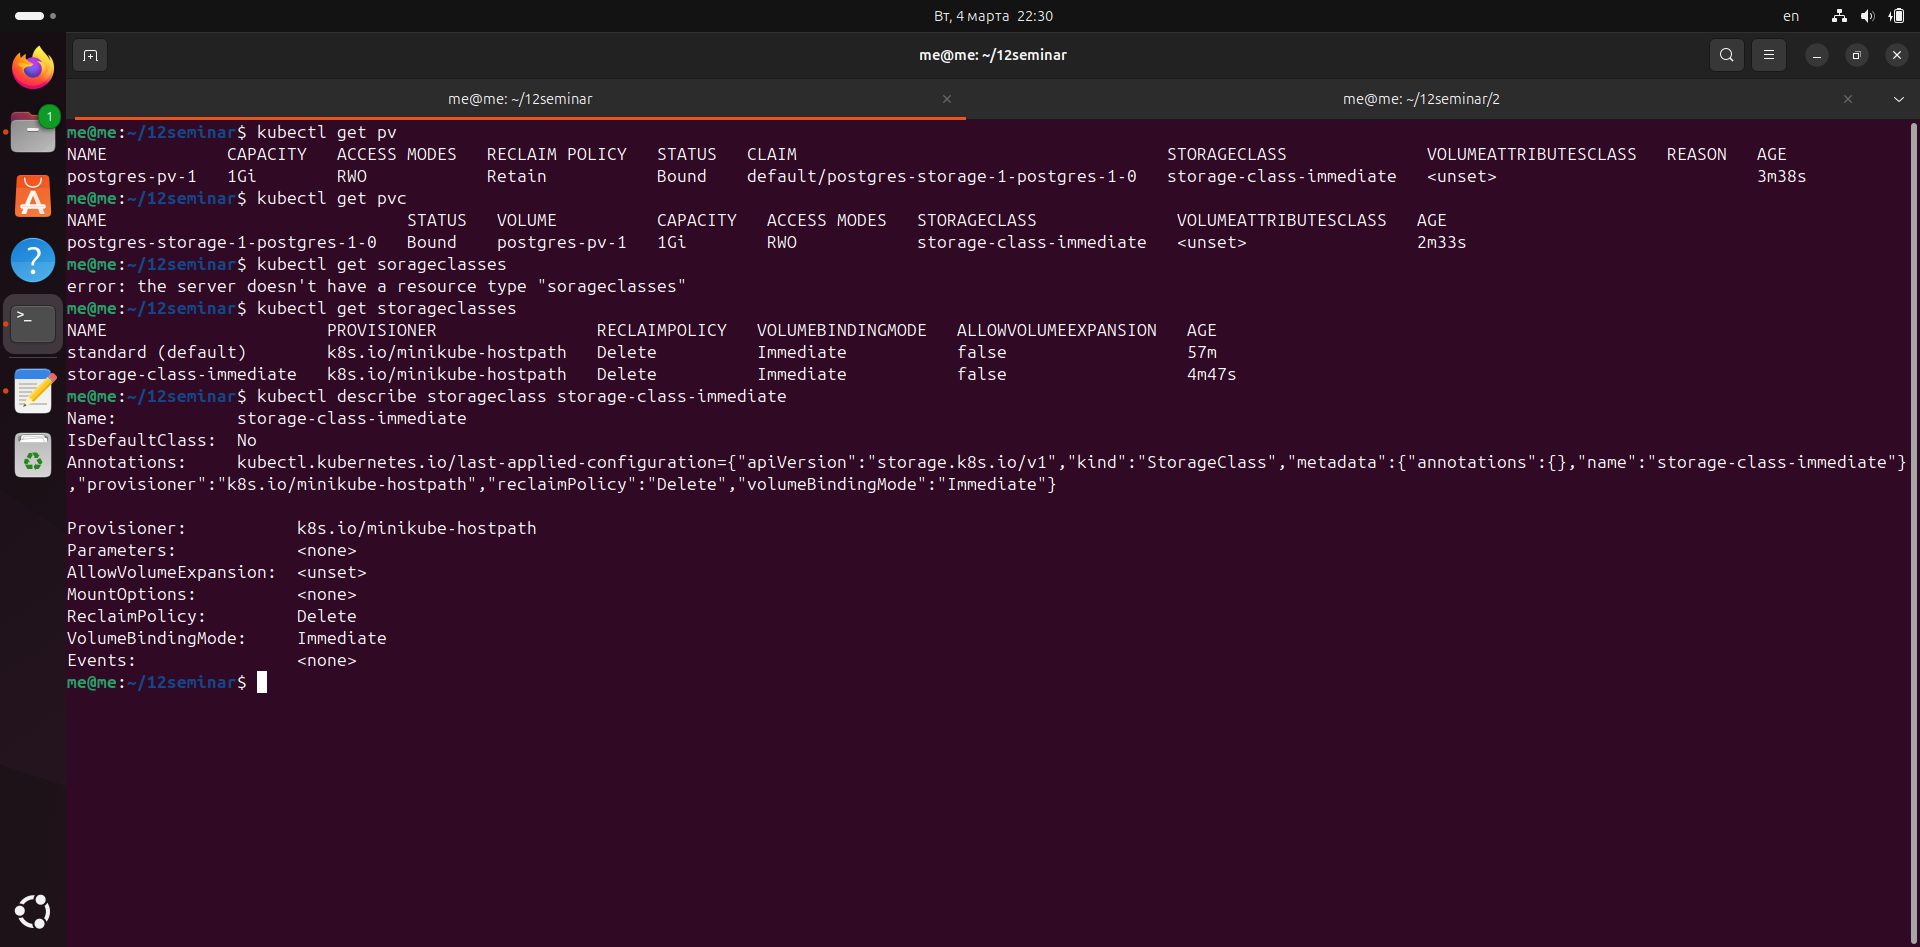 Вт, 4 марта 22:30
en
me@me: ~/12seminar
me@me: ~/12seminar
me@me: ~/12seminar/2
1
me@me:~/12seminar$ kubectl get pv
NAME CAPACITY ACCESS MODES RECLAIM POLICY STATUS CLAIM STORAGECLASS VOLUMEATTRIBUTESCLASS REASON AGE
postgres-pv-1 1Gi RWO Retain Bound default/postgres-storage-1-postgres-1-0 storage-class-immediate <unset> 3m38s
me@me:~/12seminar$ kubectl get pvc
NAME STATUS VOLUME CAPACITY ACCESS MODES STORAGECLASS VOLUMEATTRIBUTESCLASS AGE
postgres-storage-1-postgres-1-0 Bound postgres-pv-1 1Gi RWO storage-class-immediate <unset> 2m33s
me@me:~/12seminar$ kubectl get sorageclasses
error: the server doesn't have a resource type "sorageclasses"
me@me:~/12seminar$ kubectl get storageclasses
NAME PROVISIONER RECLAIMPOLICY VOLUMEBINDINGMODE ALLOWVOLUMEEXPANSION AGE
standard (default) k8s.io/minikube-hostpath Delete Immediate false 57m
storage-class-immediate k8s.io/minikube-hostpath Delete Immediate false 4m47s
me@me:~/12seminar$ kubectl describe storageclass storage-class-immediate
Name: storage-class-immediate
IsDefaultClass: No
Annotations: kubectl.kubernetes.io/last-applied-configuration={"apiVersion":"storage.k8s.io/v1","kind":"StorageClass","metadata":{"annotations":{},"name":"storage-class-immediate"}
,"provisioner":"k8s.io/minikube-hostpath","reclaimPolicy":"Delete","volumeBindingMode":"Immediate"}
Provisioner: k8s.io/minikube-hostpath
Parameters: <none>
AllowVolumeExpansion: <unset>
MountOptions: <none>
ReclaimPolicy: Delete
VolumeBindingMode: Immediate
Events: <none>
me@me:~/12seminar$